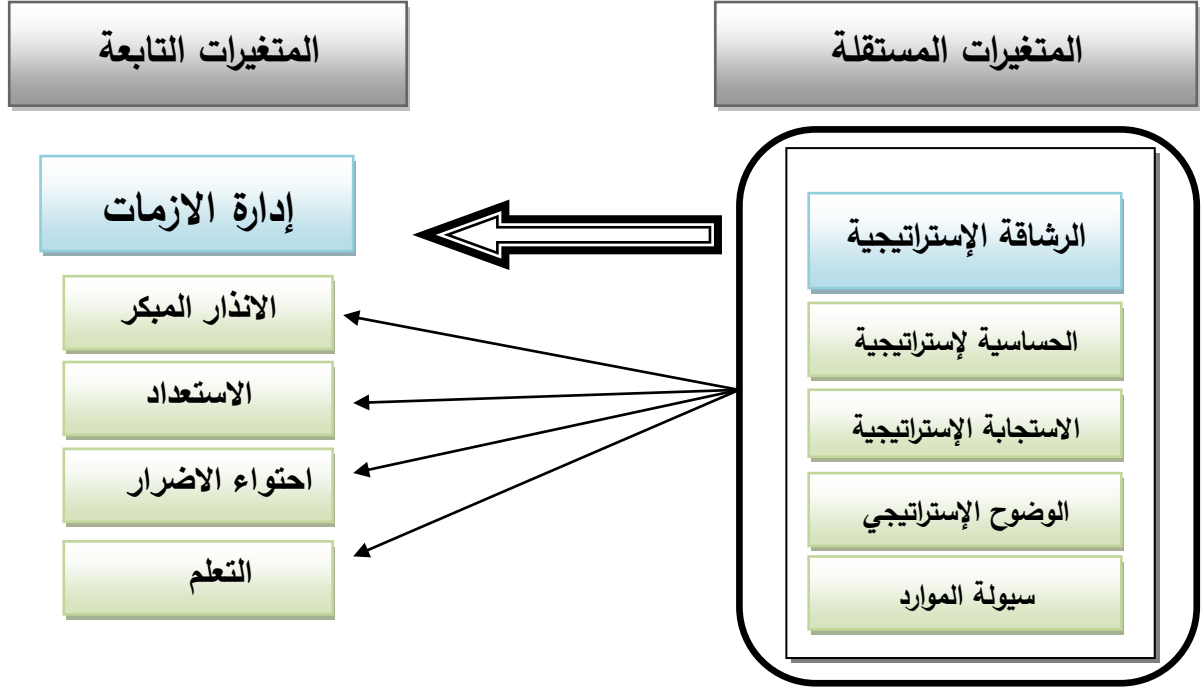 المتغيرات المستقلة
المتغيرات التابعة
الرشاقة الإستراتيجية
الحساسية لإستراتيجية
الاستجابة الإستراتيجية
الوضوح الإستراتيجي
سيولة الموارد
إدارة الازمات
الانذار المبكر
الاستعداد
احتواء الاضرار
التعلم